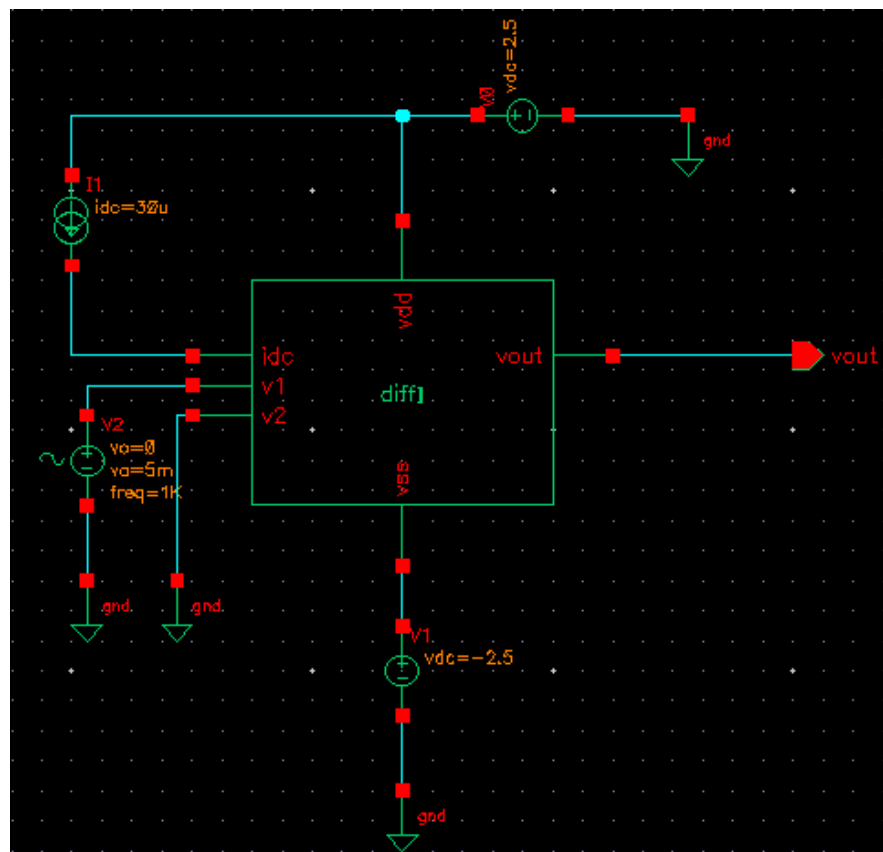 vdc=2.5
V0
gnd
I1
idc=30u
vdd
idc
vout
vout
v1
diff1
v2
V2
vo=0
va=5m
freq=1K
vss
gnd
gnd
V1
vdc=-2.5
gnd